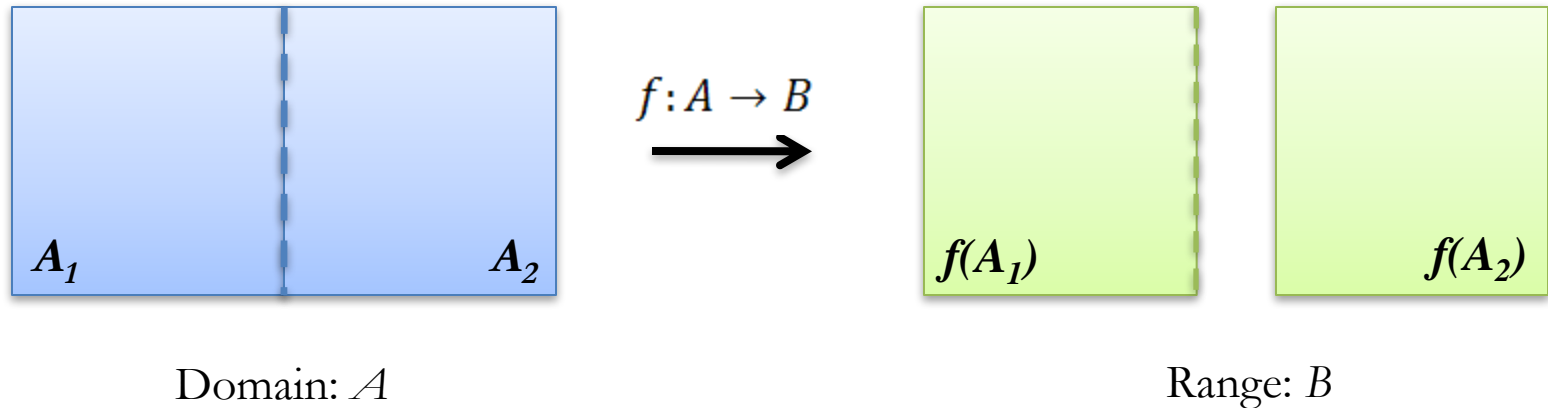 f: A → B
A₁
A₂
f(A₁)
f(A₂)
Domain: A
Range: B